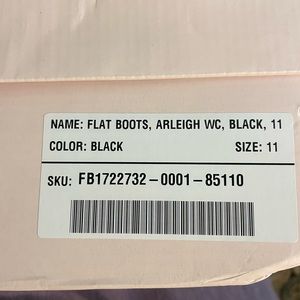 NAME: FLAT BOOTS, ARLEIGH WC, BLACK, 11
COLOR: BLACK SIZE: 11
SKU: FB1722732-0001-85110